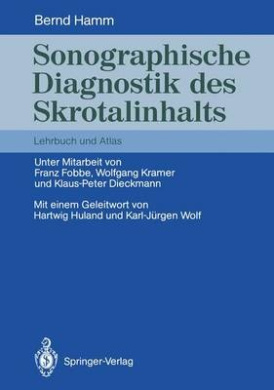 Bernd Hamm
Sonographische
Diagnostik des
Skrotalinhalts
Lehrbuch und Atlas
Unter Mitarbeit von
Franz Fobbe, Wolfgang Kramer
und Klaus-Peter Dieckmann
Mit einem Geleitwort von
Hartwig Huland und Karl-Jürgen Wolf
Springer-Verlag